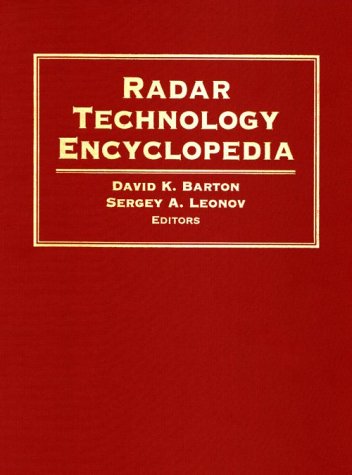 RADAR
TECHNOLOGY
ENCYCLOPEDIA
DAVID K. BARTON
SERGEY A. LEONOV
EDITORS